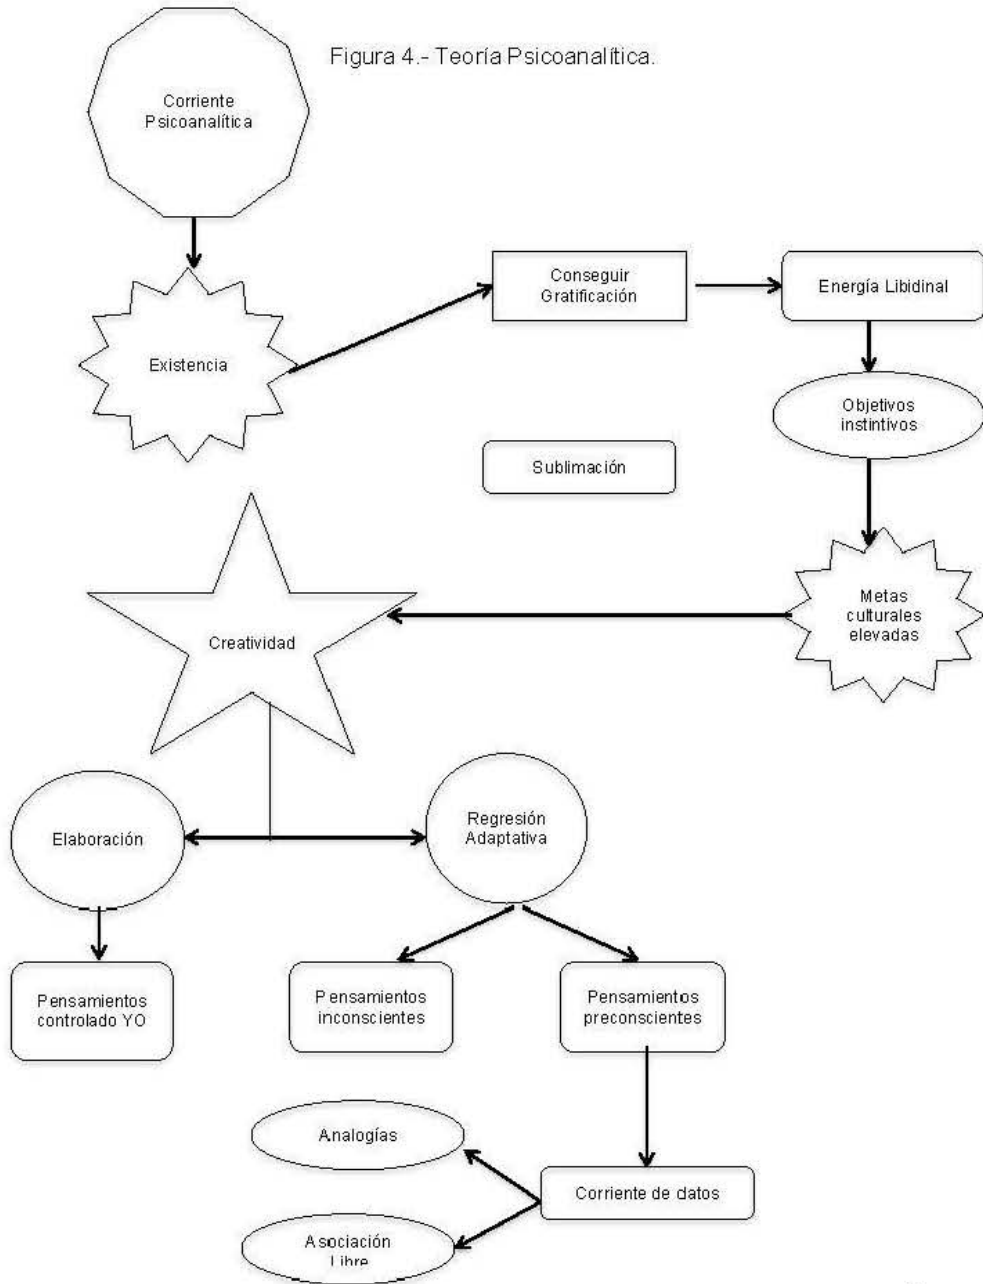 Figura 4.- Teoría Psicoanalítica.
Corriente
Psicoanalítica
Existencia
Conseguir
Gratificación
Energía Libidinal
Objetivos
instintivos
Sublimación
Metas
culturales
elevadas
Creatividad
Elaboración
Regresión
Adaptativa
Pensamientos
controlado YO
Pensamientos
inconscientes
Pensamientos
preconscientes
Analogías
Corriente de datos
Asociación
Libre